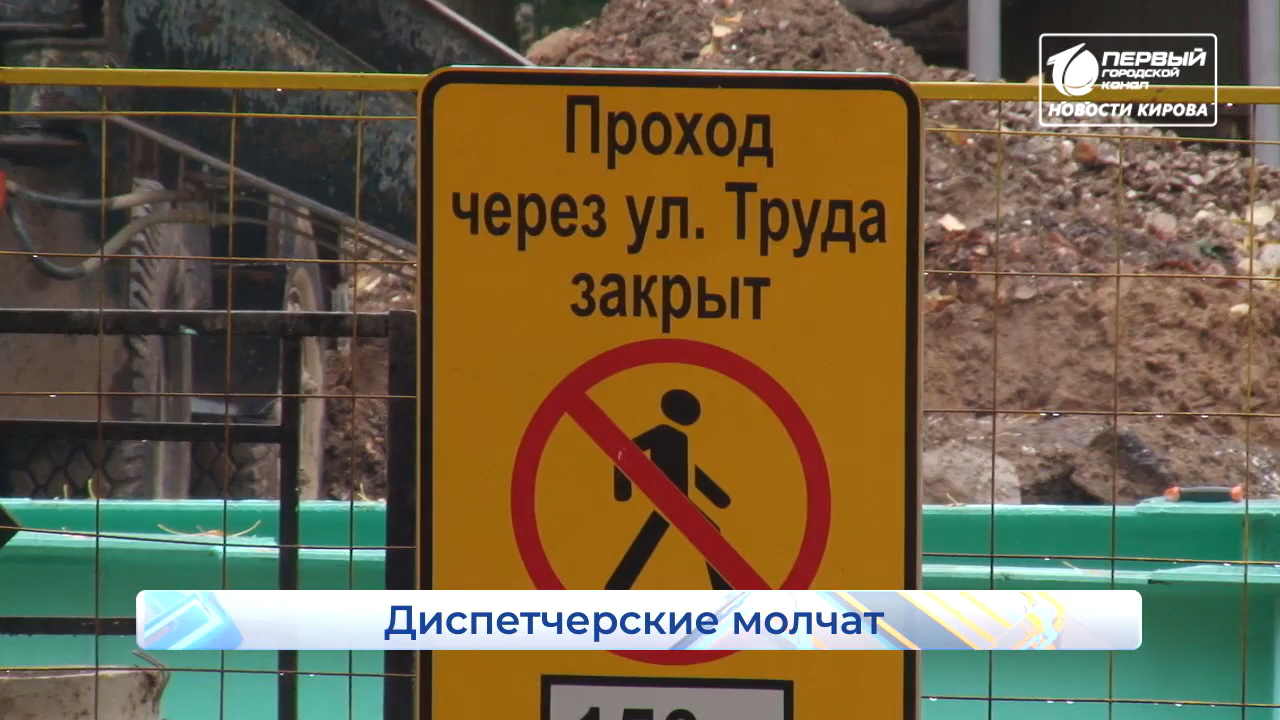 ПЕРВЫЙ
ГОРОДСКОЙ
КАНАЛ
НОВОСТИ КИРОВА
Проход
через ул. Труда
закрыт
Диспетчерские молчат